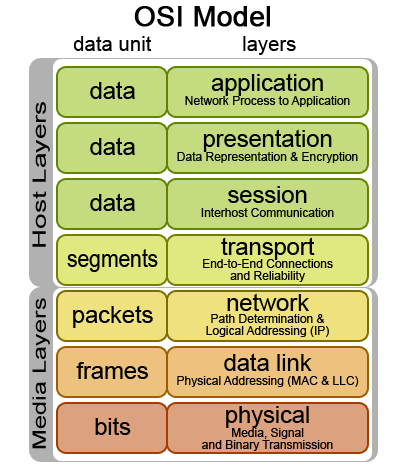 OSI Model
data unit layers
Host Layers
data application
Network Process to Application
data presentation
Data Representation & Encryption
data session
Interhost Communication
segments transport
End-to-End Connections
and Reliability
Media Layers
packets network
Path Determination &
Logical Addressing (IP)
frames data link
Physical Addressing (MAC & LLC)
bits physical
Media, Signal
and Binary Transmission